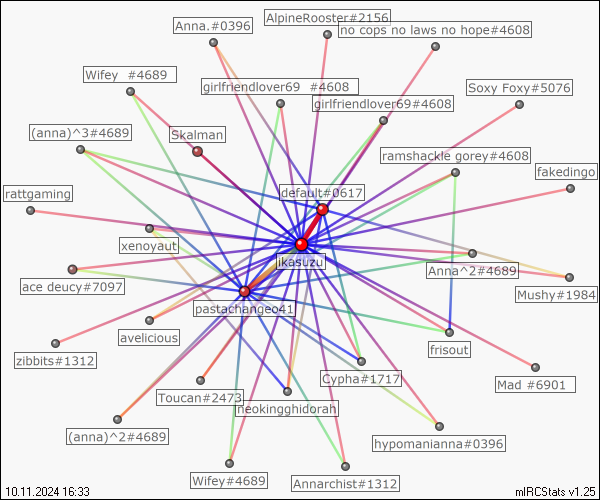 AlpineRooster#2156
Anna.#0396
no cops no laws no hope#4608
Wifey  #4689
girlfriendlover69  #4608
Soxy Foxy#5076
girlfriendlover69#4608
(anna)^3#4689
Skalman
ramshackle gorey#4608
fakedingo
default#0617
rattgaming
xenoyaut
ikasuzu
Anna^2#4689
ace deucy#7097
Mushy#1984
pastachangeo41
avelicious
frisout
zibbits#1312
Cypha#1717
Mad #6901
Toucan#2473
neokingghidorah
(anna)^2#4689
hypomanianna#0396
Wifey#4689
Annarchist#1312
10.11.2024 16:33
mIRCStats v1.25